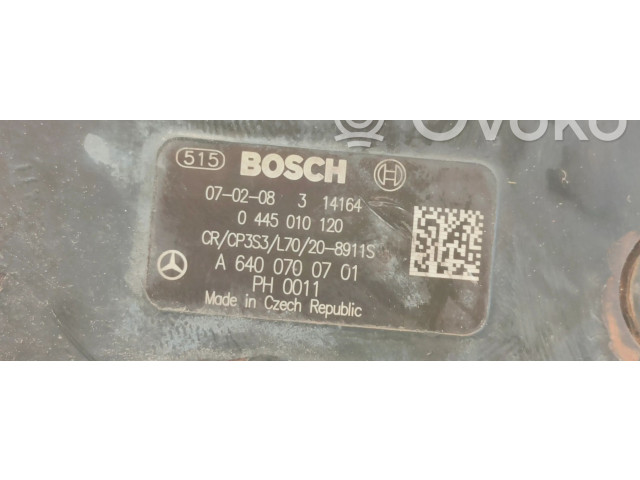 OVOKO
515 BOSCH
07-02-08 3 14164
0 445 010 120
CR/CP3S3/L70/20-8911S
A 640 070 07 01
PH 0011
Made in Czech Republic